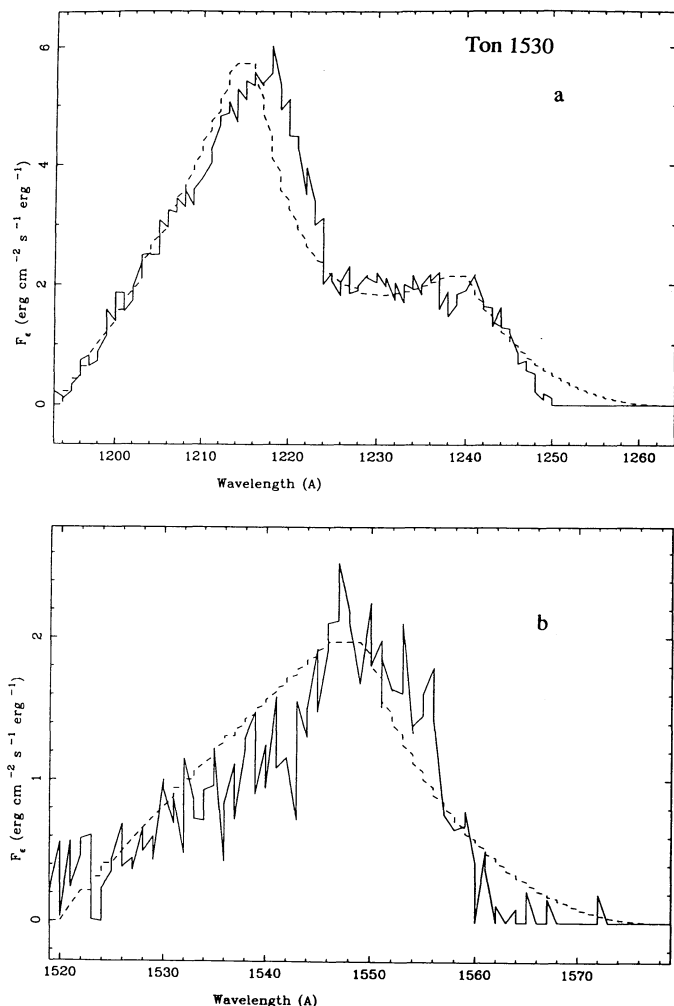 Ton 1530
a
6
4
2
0
F_ε (erg cm⁻² s⁻¹ erg⁻¹)
1200 1210 1220 1230 1240 1250 1260
Wavelength (A)
b
2
1
0
F_ε (erg cm⁻² s⁻¹ erg⁻¹)
1520 1530 1540 1550 1560 1570
Wavelength (A)